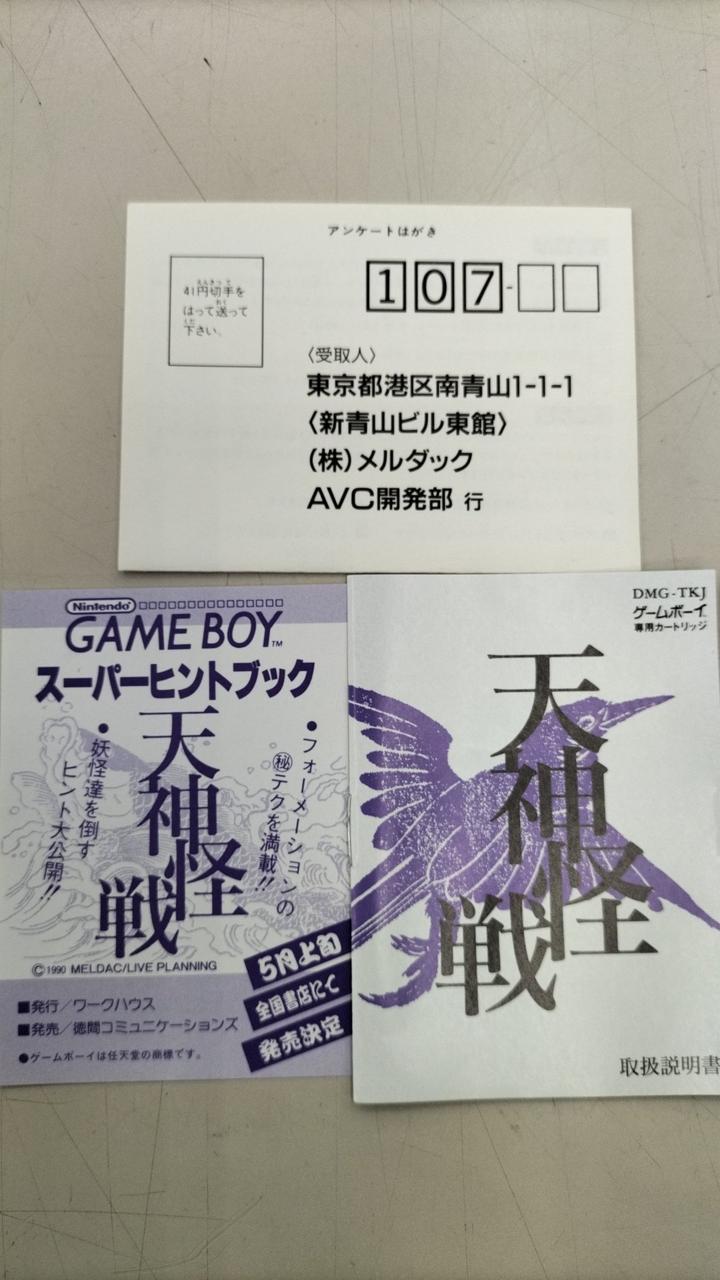 アンケートはがき
41円切手を
はって送って
下さい。
107-
〈受取人〉
東京都港区南青山1-1-1
〈新青山ビル東館〉
(株)メルダック
AVC開発部 行
Nintendo
GAME BOY™
スーパーヒントブック
●フォーメーションの
㊙テクを満載!!
天神怪戦
●妖怪達を倒す
ヒント大公開!!
©1990 MELDAC/LIVE PLANNING
5月上旬
全国書店にて
発売決定
■発行/ワークハウス
■発売/徳間コミュニケーションズ
●ゲームボーイは任天堂の商標です。
DMG-TKJ
ゲームボーイ™
専用カートリッジ
天神怪戦
取扱説明書